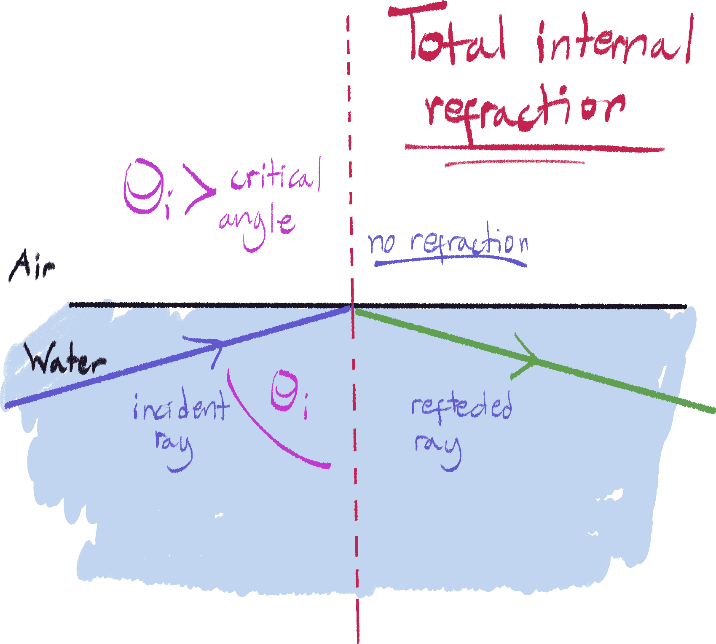 Total internal
refraction
θi > critical
angle
no refraction
Air
Water
incident
ray
θi
reflected
ray